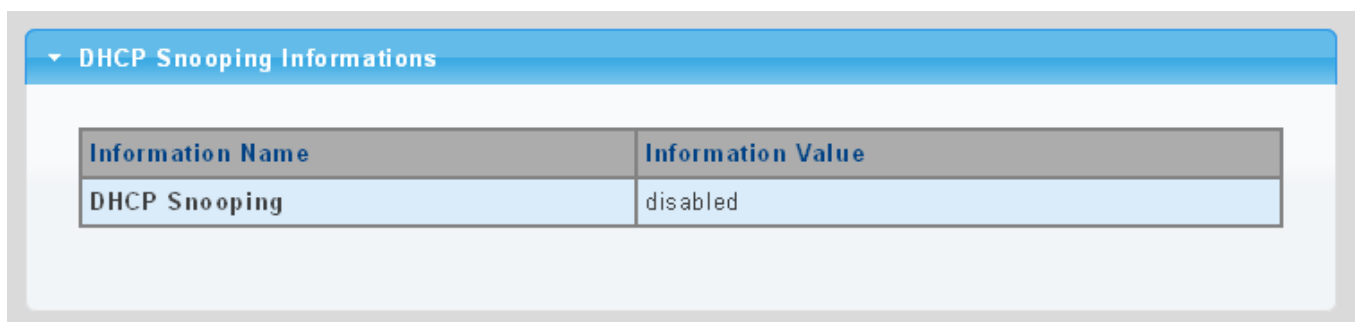 DHCP Snooping Informations
Information Name Information Value
DHCP Snooping disabled